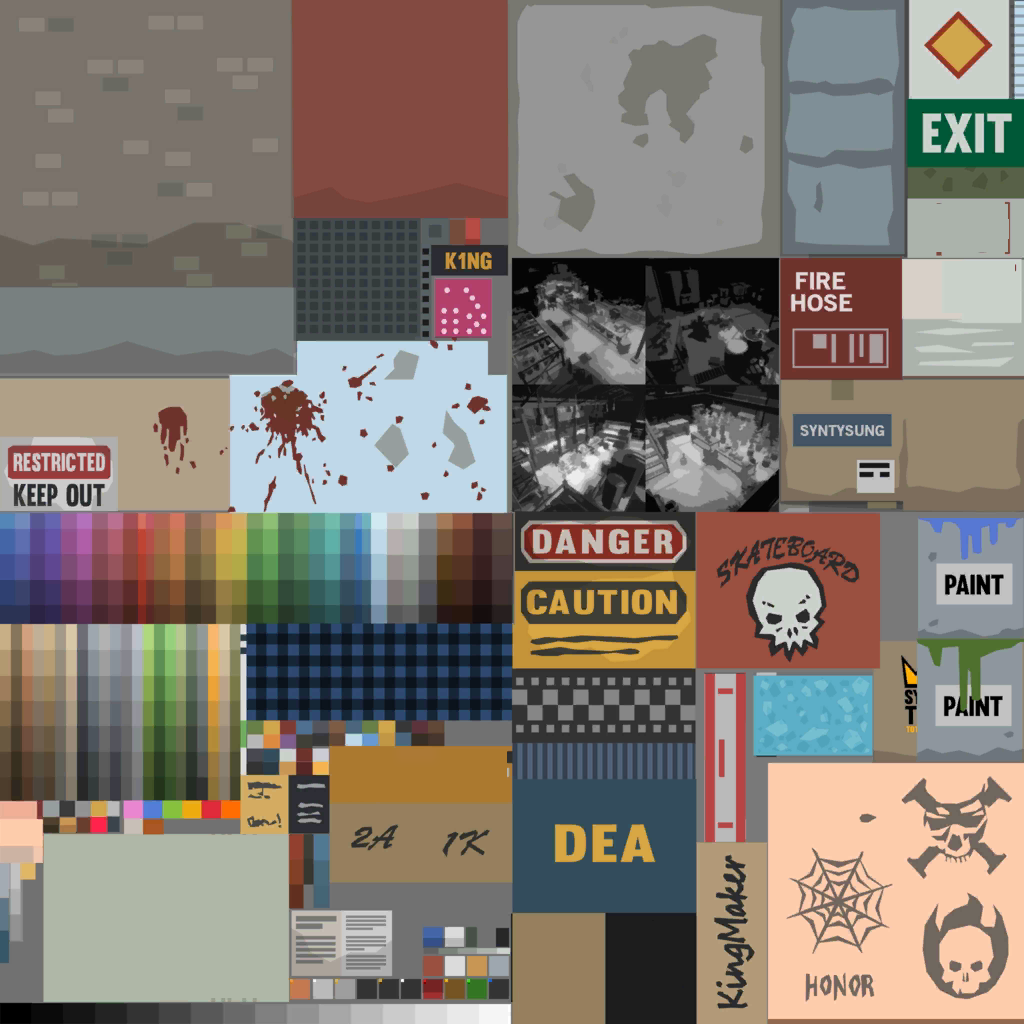 EXIT
K1NG
FIRE
HOSE
SYNTYSUNG
RESTRICTED
KEEP OUT
DANGER
CAUTION
SKATEBOARD
PAINT
PAINT
2A
1K
DEA
KingMaker
HONOR